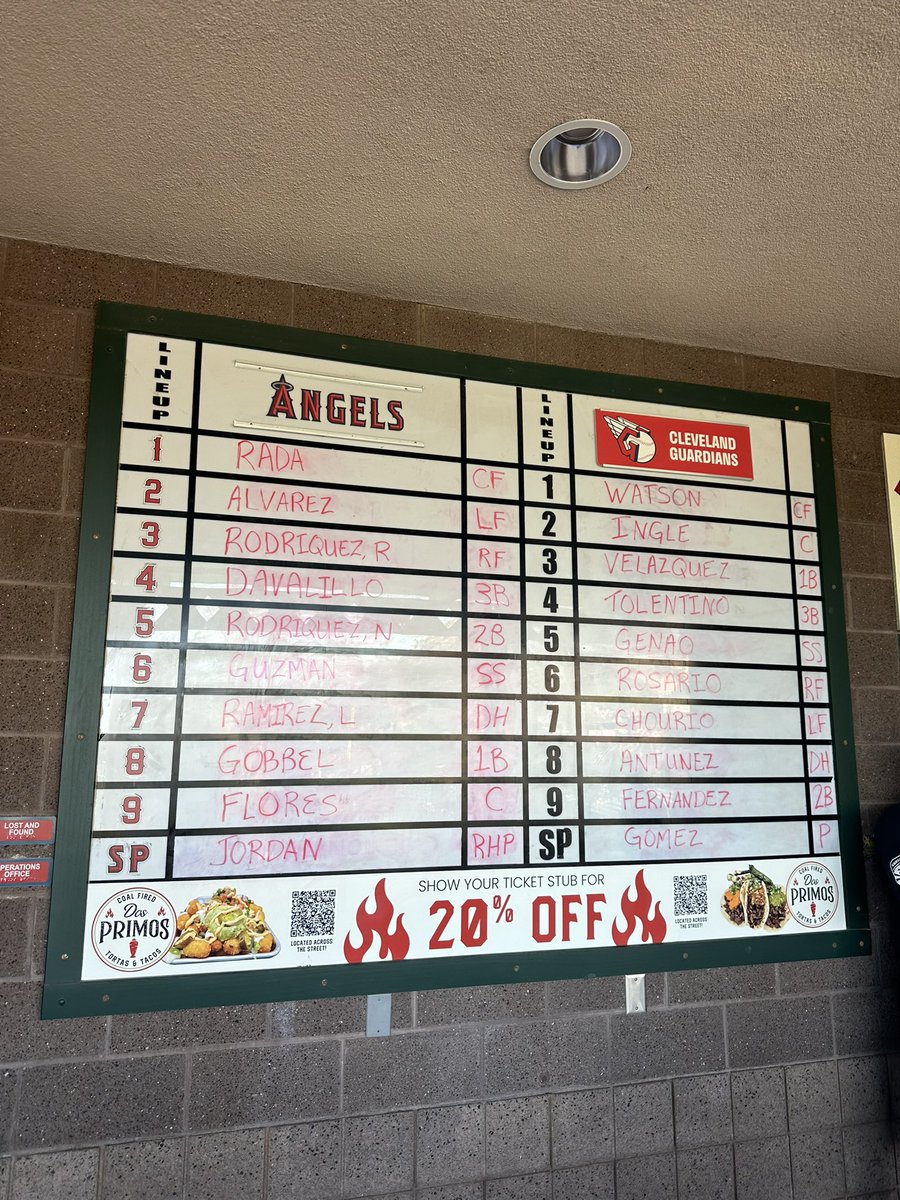 LINEUP
ANGELS
LINEUP
CLEVELAND
GUARDIANS
1 RADA CF 1 WATSON CF
2 ALVAREZ LF 2 INGLE C
3 RODRIQUEZ, R RF 3 VELAZQUEZ 1B
4 DAVALILLO 3B 4 TOLENTINO 3B
5 RODRIQUEZ, N 2B 5 GENAO SS
6 GUZMAN SS 6 ROSARIO RF
7 RAMIREZ, L DH 7 CHOURIO LF
8 GOBBEL 1B 8 ANTUNEZ DH
9 FLORES C 9 FERNANDEZ 2B
SP JORDAN RHP SP GOMEZ P
LOST AND
FOUND
PERATIONS
OFFICE
COAL FIRED
Dos
PRIMOS
TORTAS & TACOS
LOCATED ACROSS
THE STREET!
SHOW YOUR TICKET STUB FOR
20% OFF
LOCATED ACROSS
THE STREET!
COAL FIRED
Dos
PRIMOS
TORTAS & TACOS